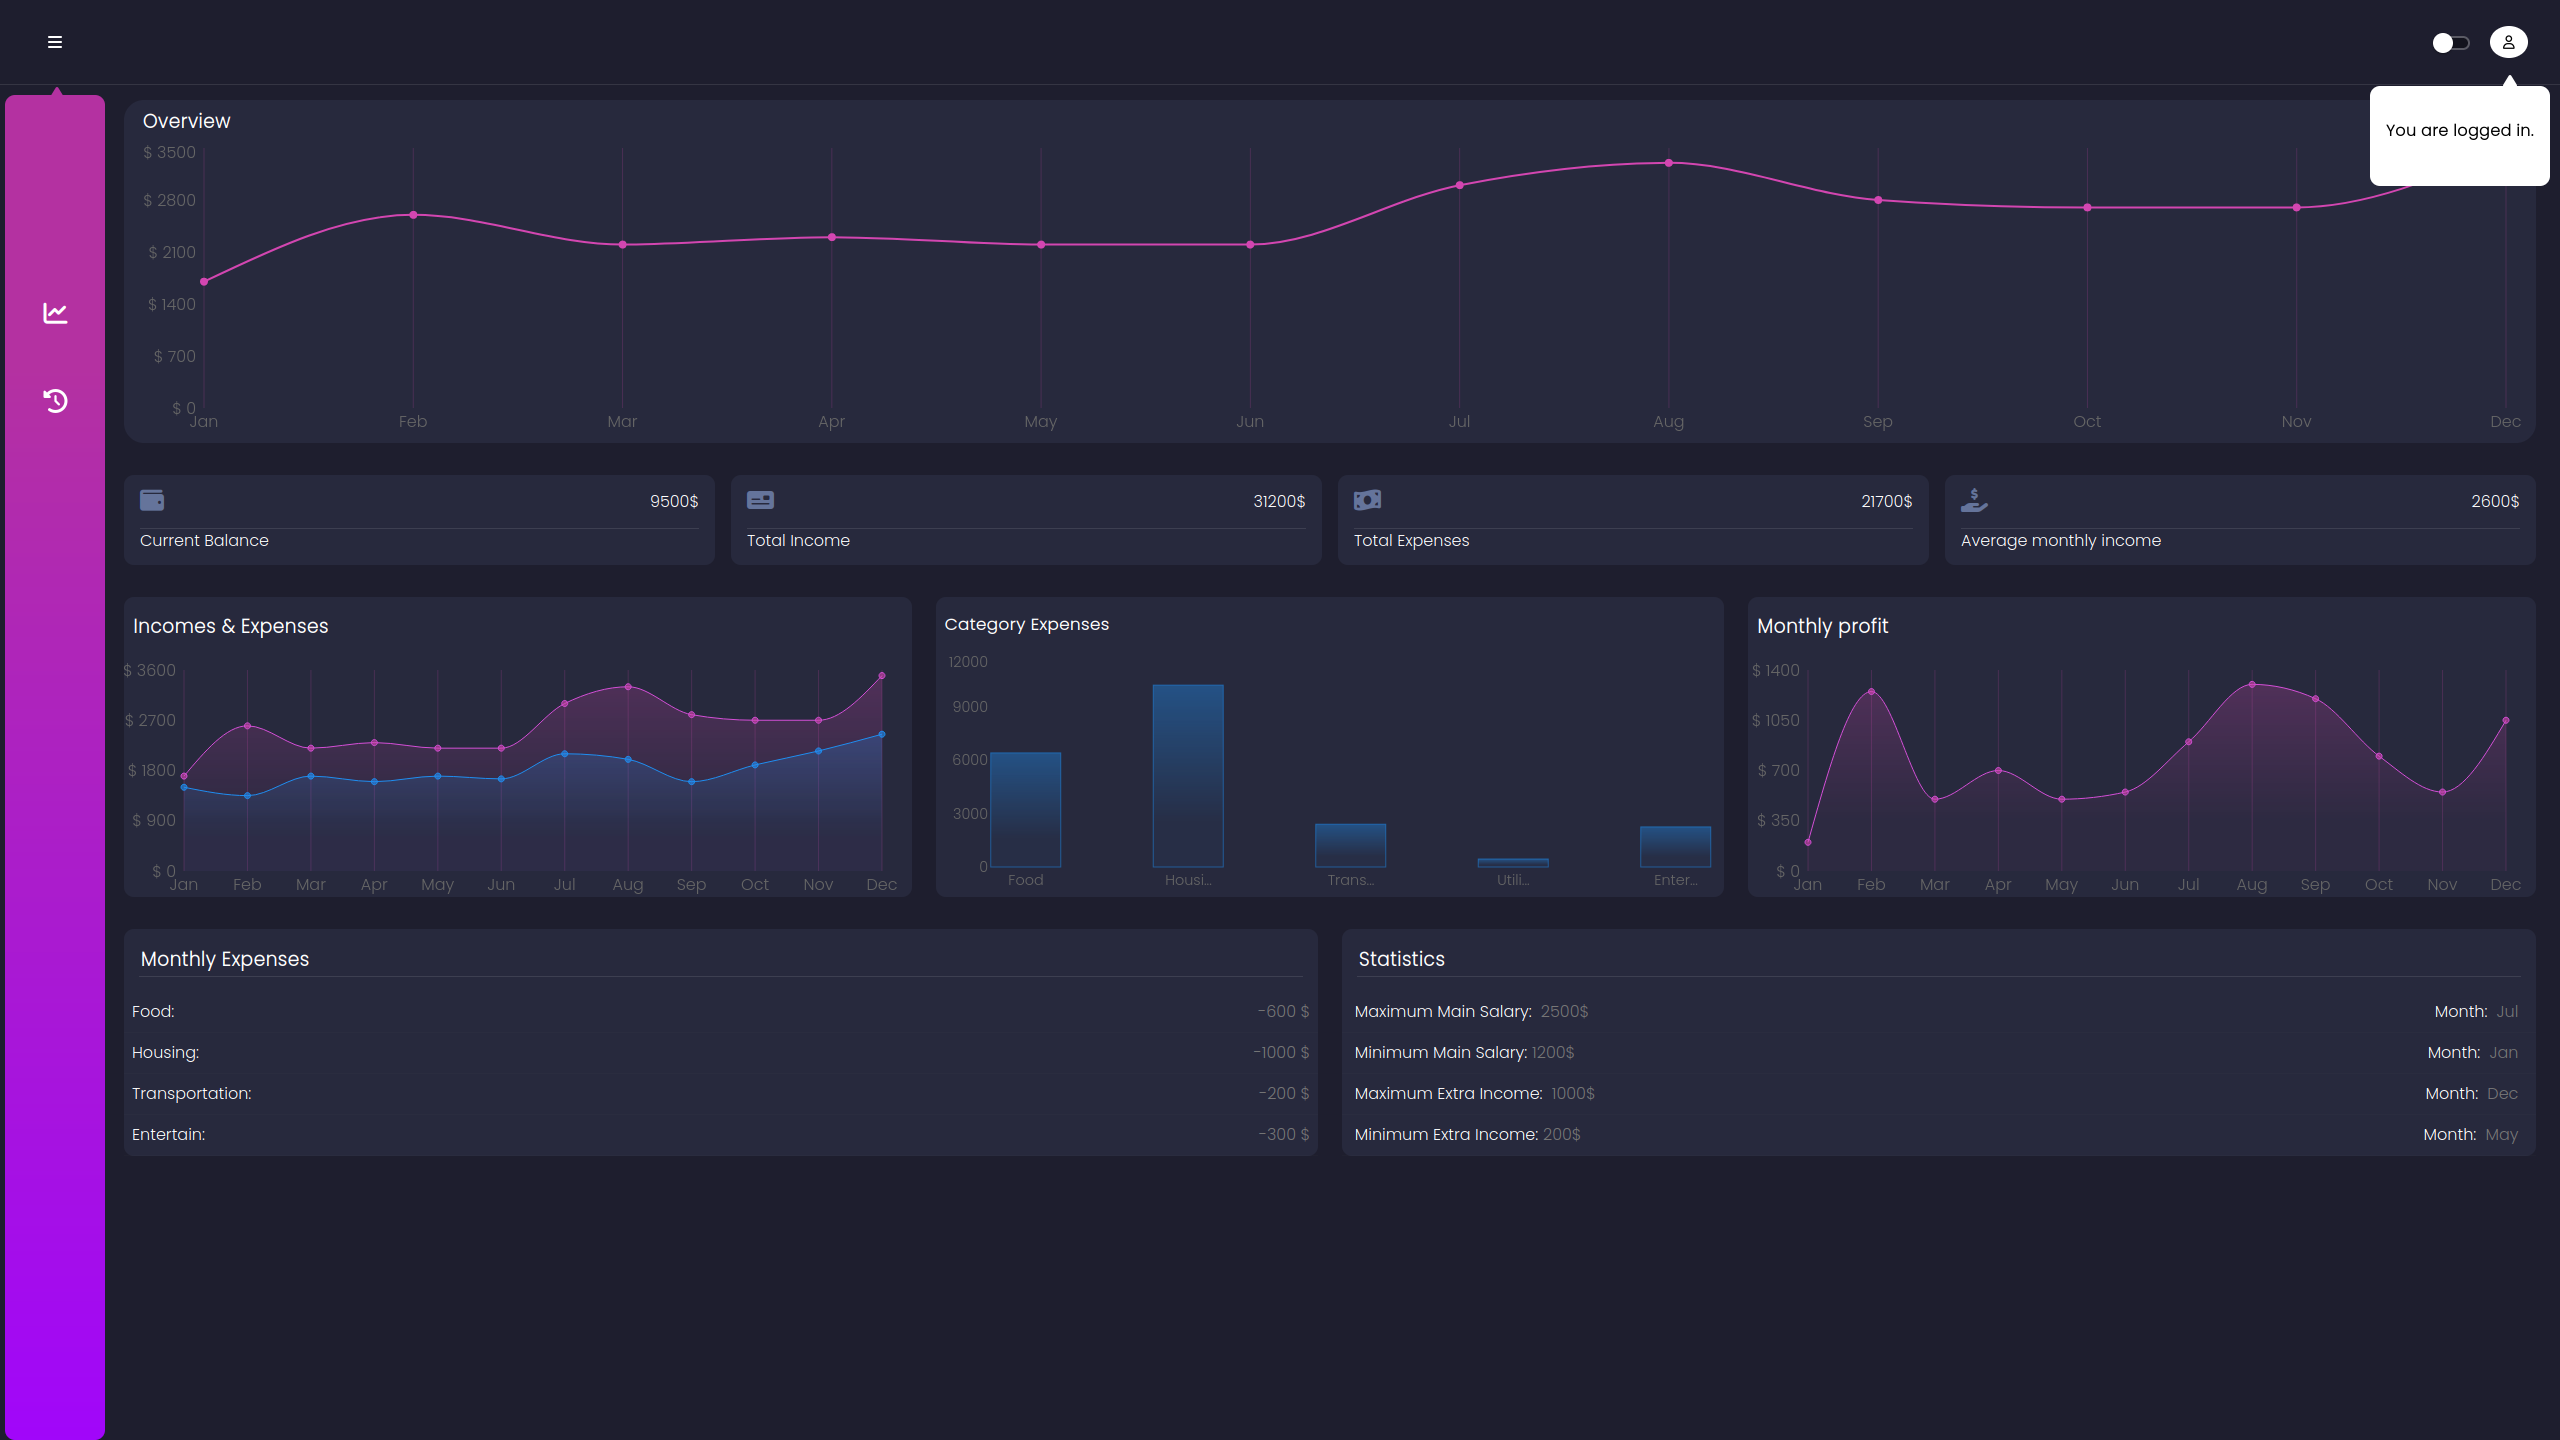 You are logged in.
Overview
$ 3500
$ 2800
$ 2100
$ 1400
$ 700
$ 0
Jan Feb Mar Apr May Jun Jul Aug Sep Oct Nov Dec
9500$
Current Balance
31200$
Total Income
21700$
Total Expenses
2600$
Average monthly income
Incomes & Expenses
$ 3600
$ 2700
$ 1800
$ 900
$ 0
Jan Feb Mar Apr May Jun Jul Aug Sep Oct Nov Dec
Category Expenses
12000
9000
6000
3000
0
Food Housi... Trans... Utili... Enter...
Monthly profit
$ 1400
$ 1050
$ 700
$ 350
$ 0
Jan Feb Mar Apr May Jun Jul Aug Sep Oct Nov Dec
Monthly Expenses
Food: -600 $
Housing: -1000 $
Transportation: -200 $
Entertain: -300 $
Statistics
Maximum Main Salary: 2500$ Month: Jul
Minimum Main Salary: 1200$ Month: Jan
Maximum Extra Income: 1000$ Month: Dec
Minimum Extra Income: 200$ Month: May